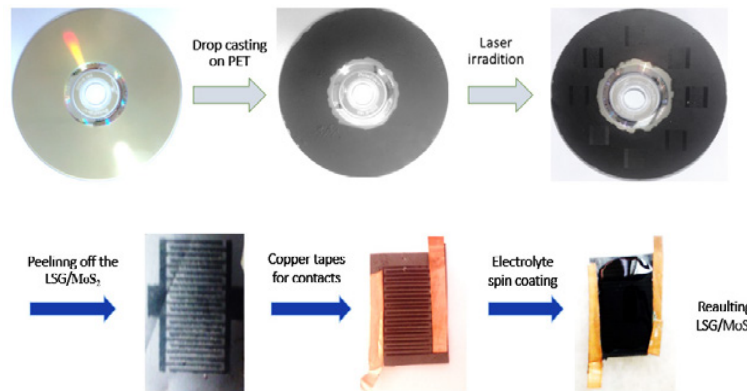 Drop casting
on PET
Laser
irradition
Peelinng off the
LSG/MoS₂
Copper tapes
for contacts
Electrolyte
spin coating
Reaulting
LSG/MoS